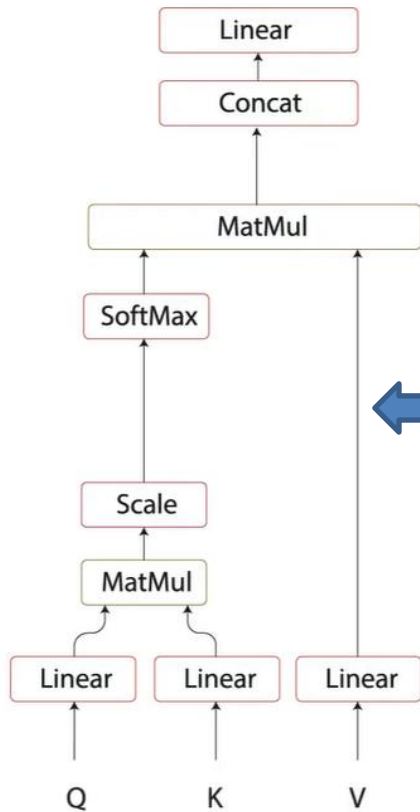 Linear
Concat
MatMul
SoftMax
Scale
MatMul
Linear Linear Linear
Q K V